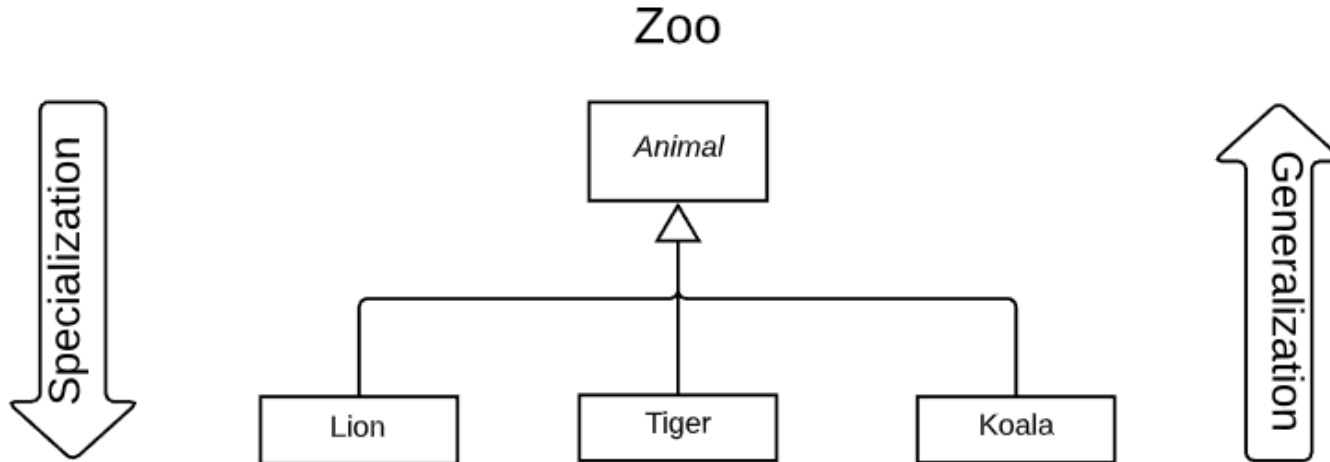 Zoo
Animal
Specialization
Generalization
Lion
Tiger
Koala